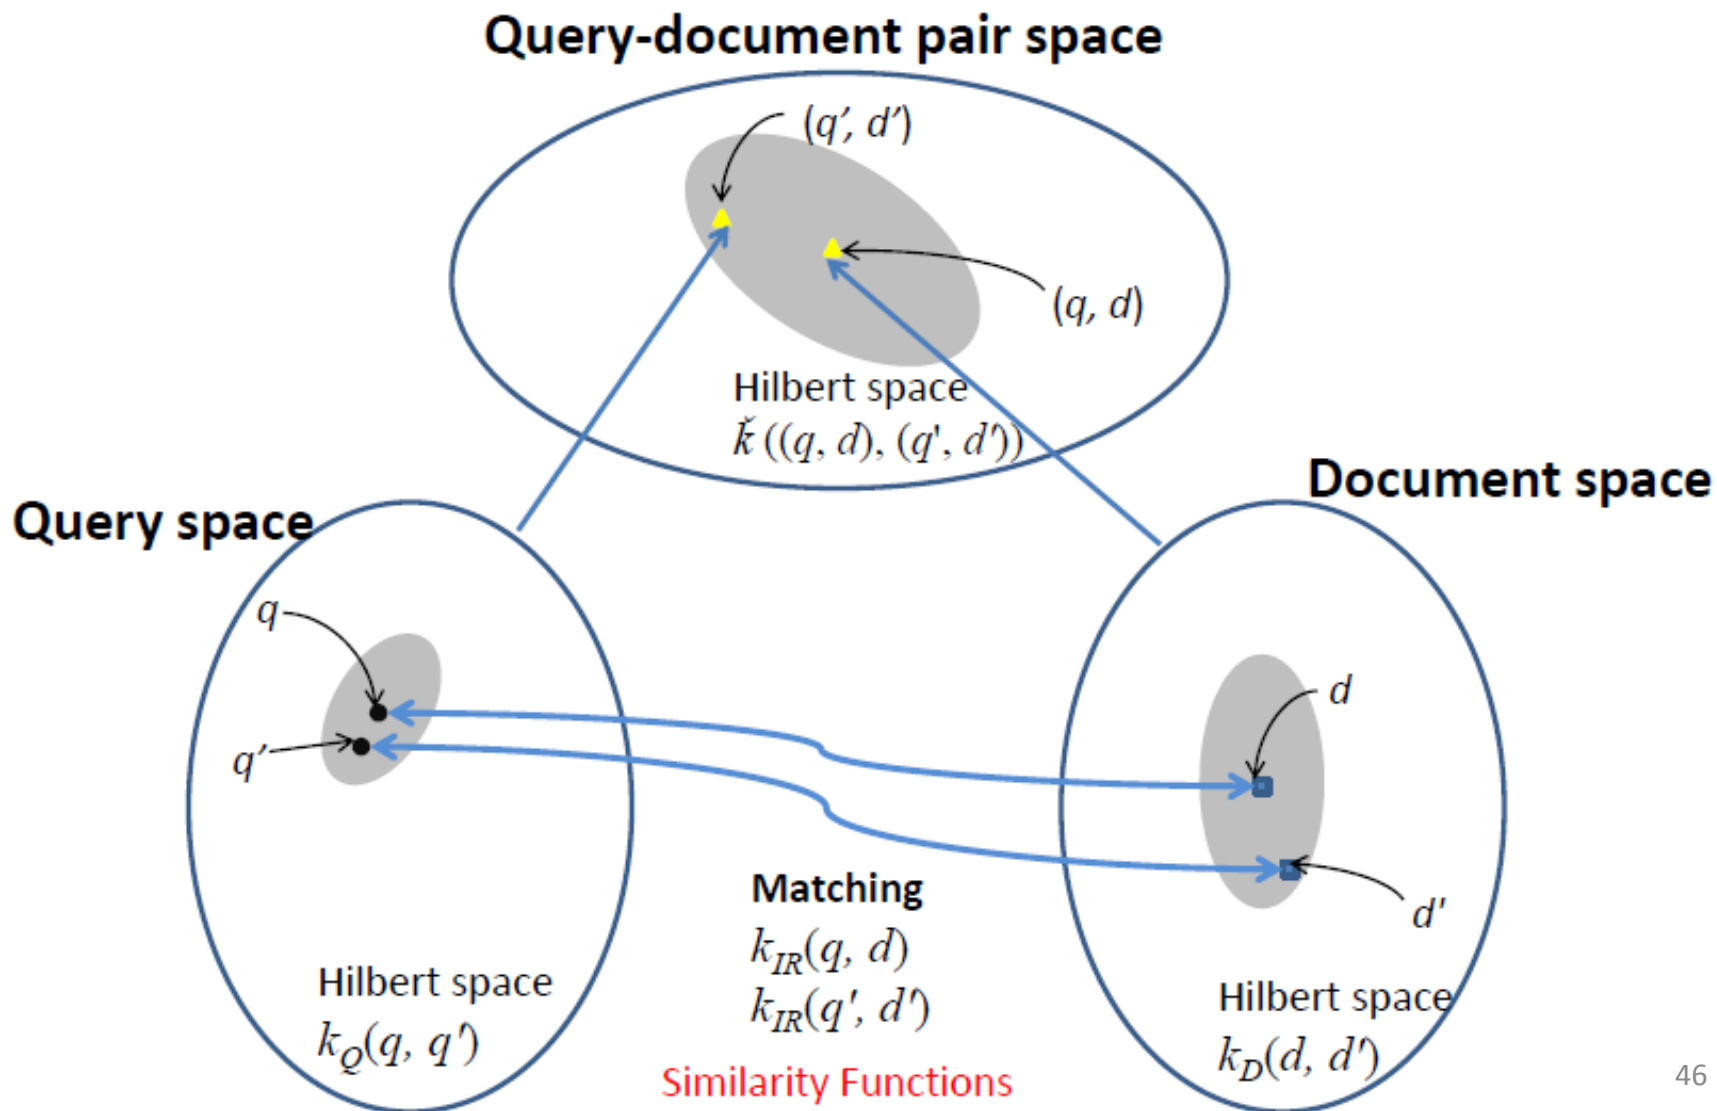 Query-document pair space
(q′, d′)
(q, d)
Hilbert space
ǩ ((q, d), (q', d'))
Document space
Query space
q
q′
d
d'
Matching
k_IR(q, d)
k_IR(q', d')
Hilbert space
k_Q(q, q')
Hilbert space
k_D(d, d')
Similarity Functions
46